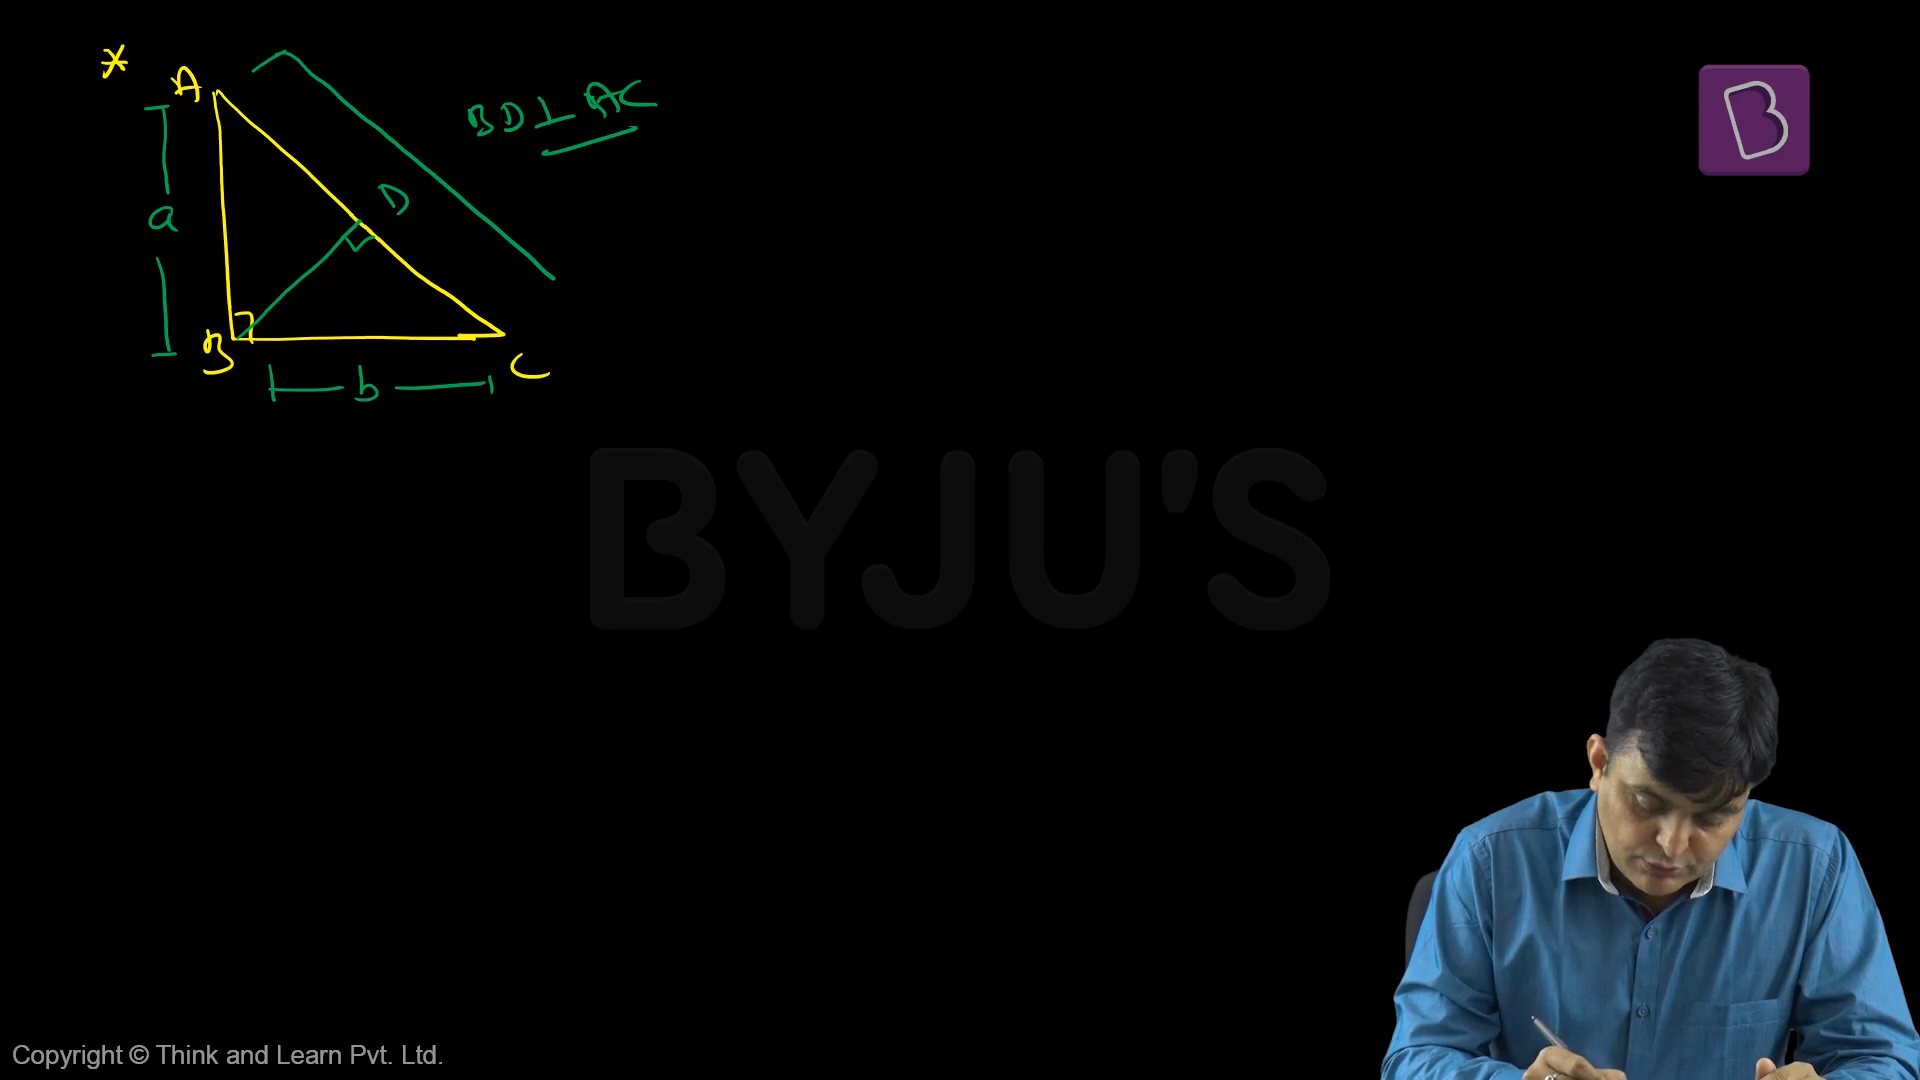 *
A
BD⊥AC
D
a
B
C
b
BYJU'S
B
Copyright © Think and Learn Pvt. Ltd.